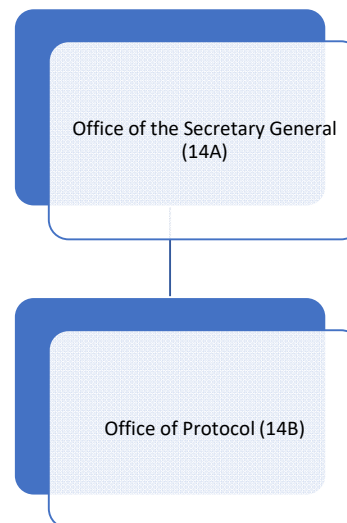 Office of the Secretary General
(14A)
Office of Protocol (14B)